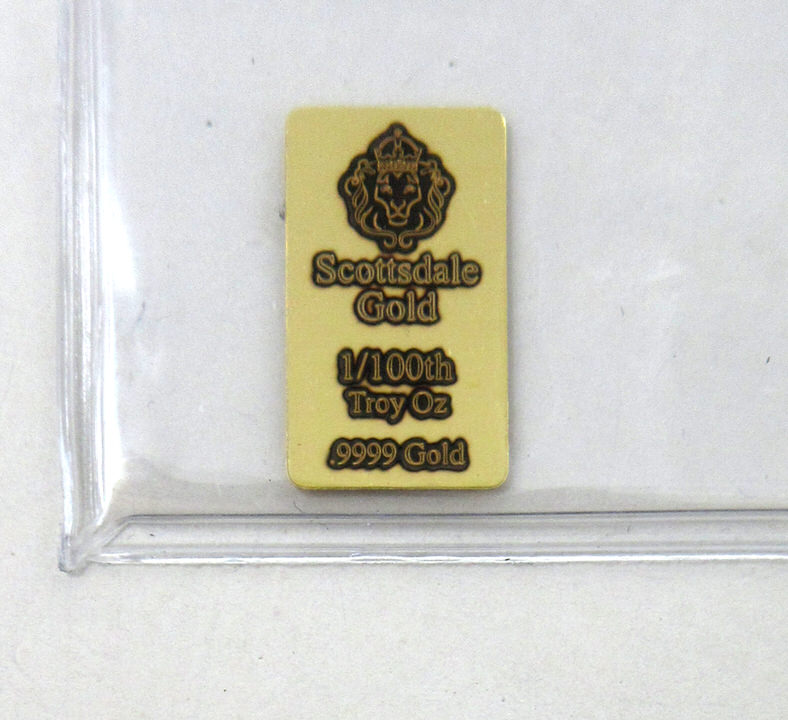 Scottsdale
Gold
1/100th
Troy Oz
.9999 Gold